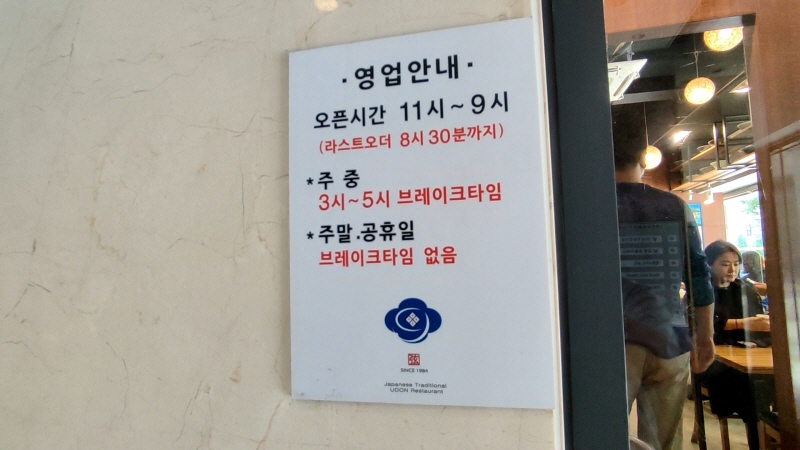 ·영업안내·
오픈시간 11시~9시
(라스트오더 8시30분까지)
*주 중
3시~5시 브레이크타임
*주말.공휴일
브레이크타임 없음
SINCE 1984
Japanese Traditional
UDON Restaurant